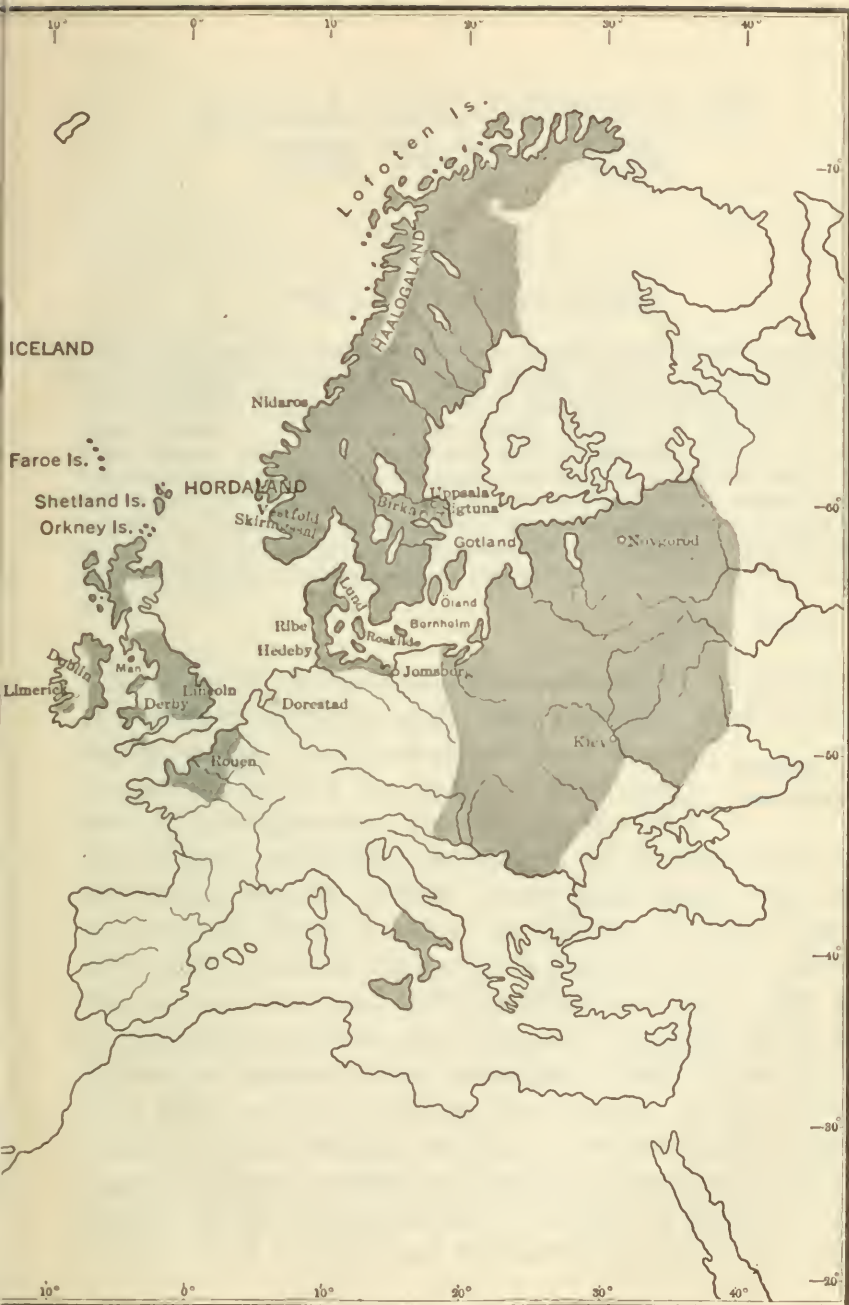 10° 0° 10° 20° 30° 40°
Lofoten Is.
—70°
HAALOGALAND
ICELAND
Nidaros
Faroe Is.
HORDALAND
Shetland Is.
Uppsala
Birka
Sigtuna
—60°
Vestfold
Skiringssal
Orkney Is.
Novgorod
Gotland
Lund
Öland
Ribe
Bornholm
Roskilde
Hedeby
Dublin
Man
Jomsborg
Limerick
Lincoln
Derby
Dorestad
Kiev
—50°
Rouen
—40°
—30°
—20°
10° 0° 10° 20° 30° 40°